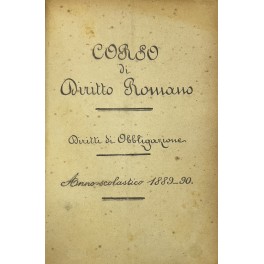 CORSO
di
Diritto Romano
Diritti di Obbligazione
Anno scolastico 1889-90.